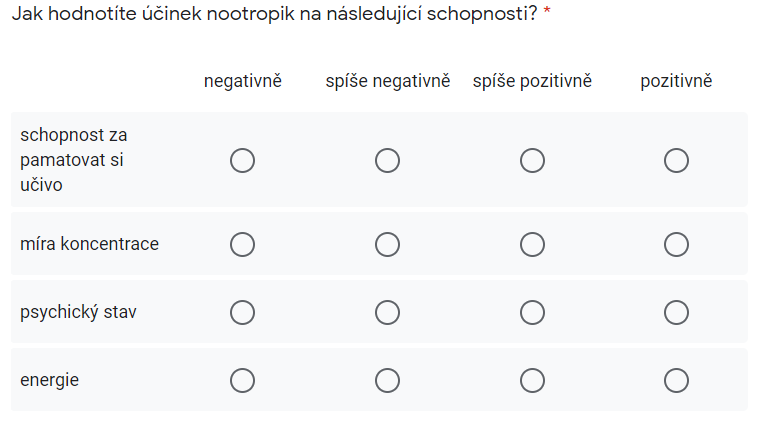 Jak hodnotíte účinek nootropik na následující schopnosti? *
negativně spíše negativně spíše pozitivně pozitivně
schopnost za
pamatovat si
učivo
míra koncentrace
psychický stav
energie